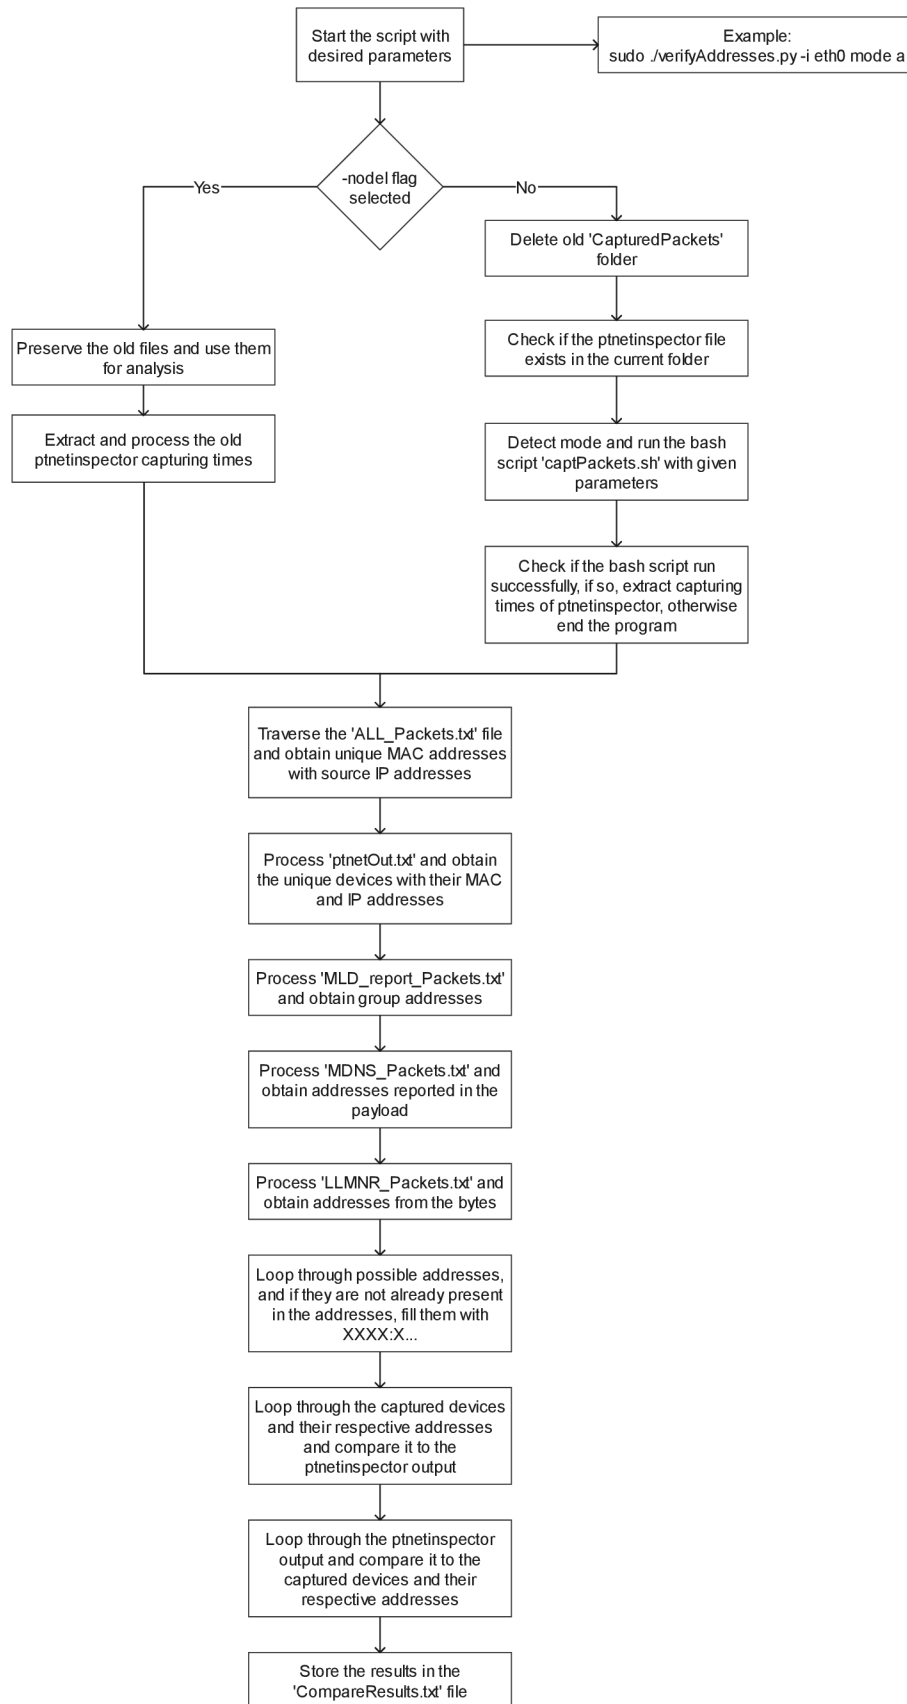 Start the script with
desired parameters
Example:
sudo ./verifyAddresses.py -i eth0 mode a
-nodel flag
selected
Yes
No
Delete old 'CapturedPackets'
folder
Preserve the old files and use them
for analysis
Check if the ptnetinspector file
exists in the current folder
Extract and process the old
ptnetinspector capturing times
Detect mode and run the bash
script 'captPackets.sh' with given
parameters
Check if the bash script run
successfully, if so, extract capturing
times of ptnetinspector, otherwise
end the program
Traverse the 'ALL_Packets.txt' file
and obtain unique MAC addresses
with source IP addresses
Process 'ptnetOut.txt' and obtain
the unique devices with their MAC
and IP addresses
Process 'MLD_report_Packets.txt'
and obtain group addresses
Process 'MDNS_Packets.txt' and
obtain addresses reported in the
payload
Process 'LLMNR_Packets.txt' and
obtain addresses from the bytes
Loop through possible addresses,
and if they are not already present
in the addresses, fill them with
XXXX:X...
Loop through the captured devices
and their respective addresses
and compare it to the
ptnetinspector output
Loop through the ptnetinspector
output and compare it to the
captured devices and their
respective addresses
Store the results in the
'CompareResults.txt' file